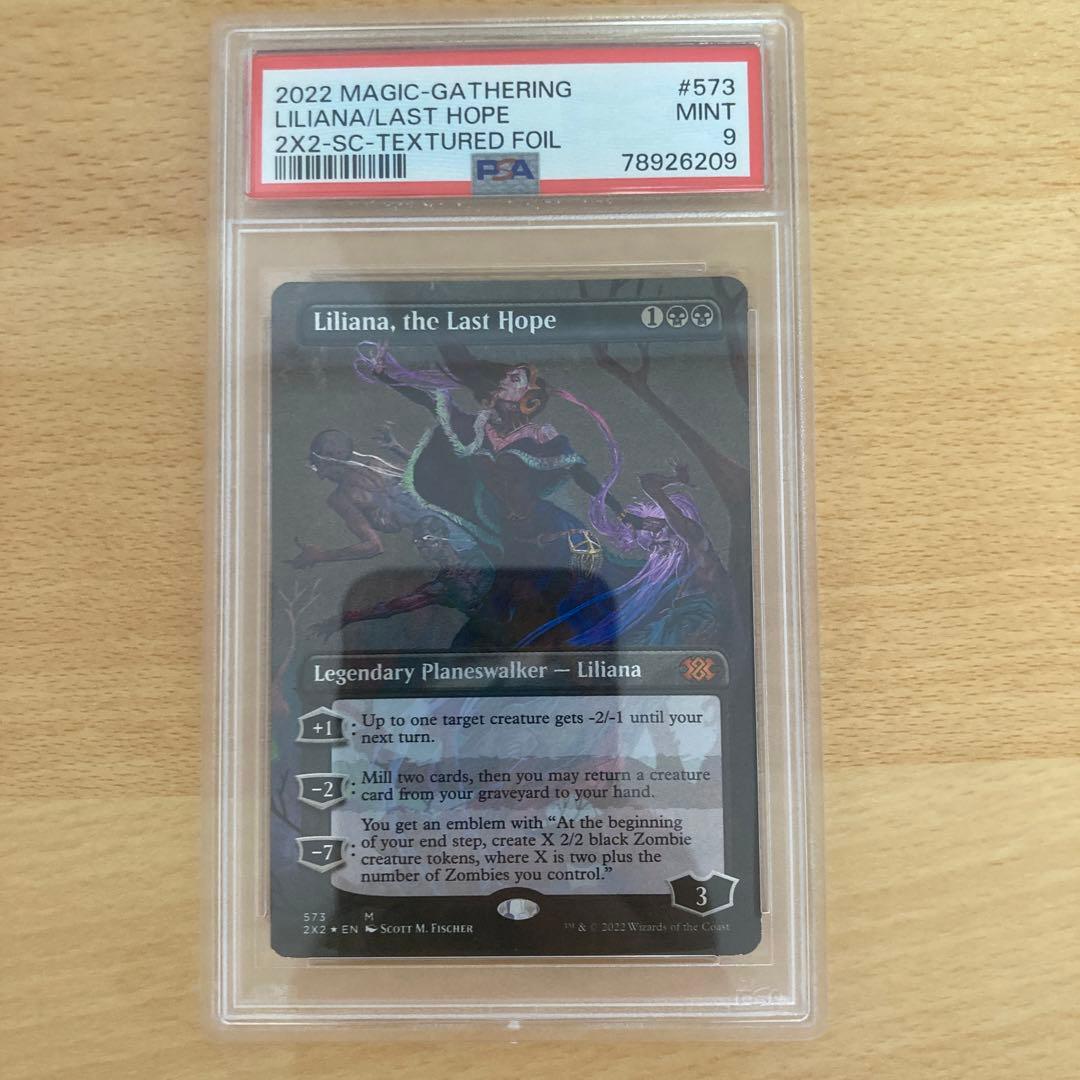 2022 MAGIC-GATHERING #573
LILIANA/LAST HOPE MINT
2X2-SC-TEXTURED FOIL 9
PSA 78926209
Liliana, the Last Hope 1
Legendary Planeswalker — Liliana
+1 : Up to one target creature gets -2/-1 until your
next turn.
−2 : Mill two cards, then you may return a creature
card from your graveyard to your hand.
−7 : You get an emblem with “At the beginning
of your end step, create X 2/2 black Zombie
creature tokens, where X is two plus the
number of Zombies you control.”
3
573 M
2X2 ★ EN Scott M. Fischer ™ & © 2022 Wizards of the Coast